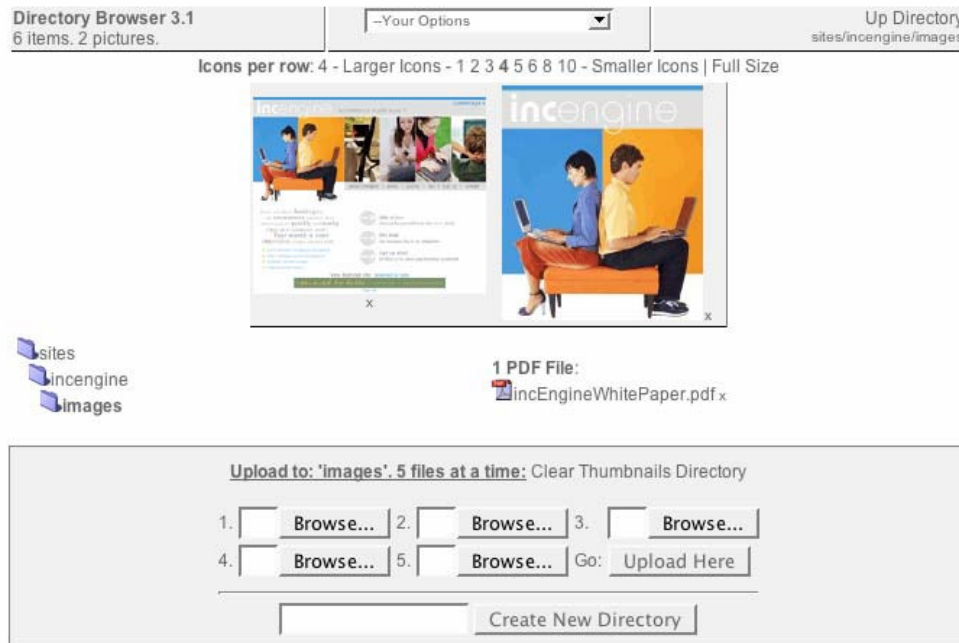 Directory Browser 3.1
6 items. 2 pictures.
--Your Options
Up Directory
sites/incengine/images
Icons per row: 4 - Larger Icons - 1 2 3 4 5 6 8 10 - Smaller Icons | Full Size
incengine
incengine
x
x
sites
incengine
images
1 PDF File:
incEngineWhitePaper.pdf x
Upload to: 'images'. 5 files at a time: Clear Thumbnails Directory
1. Browse... 2. Browse... 3. Browse...
4. Browse... 5. Browse... Go: Upload Here
Create New Directory